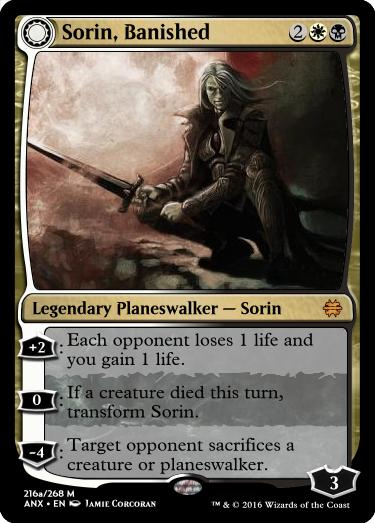 Sorin, Banished 2
Legendary Planeswalker — Sorin
+2 : Each opponent loses 1 life and
you gain 1 life.
0 : If a creature died this turn,
transform Sorin.
-4 : Target opponent sacrifices a
creature or planeswalker.
3
216a/268 M
ANX • EN JAMIE CORCORAN
™ & © 2016 Wizards of the Coast